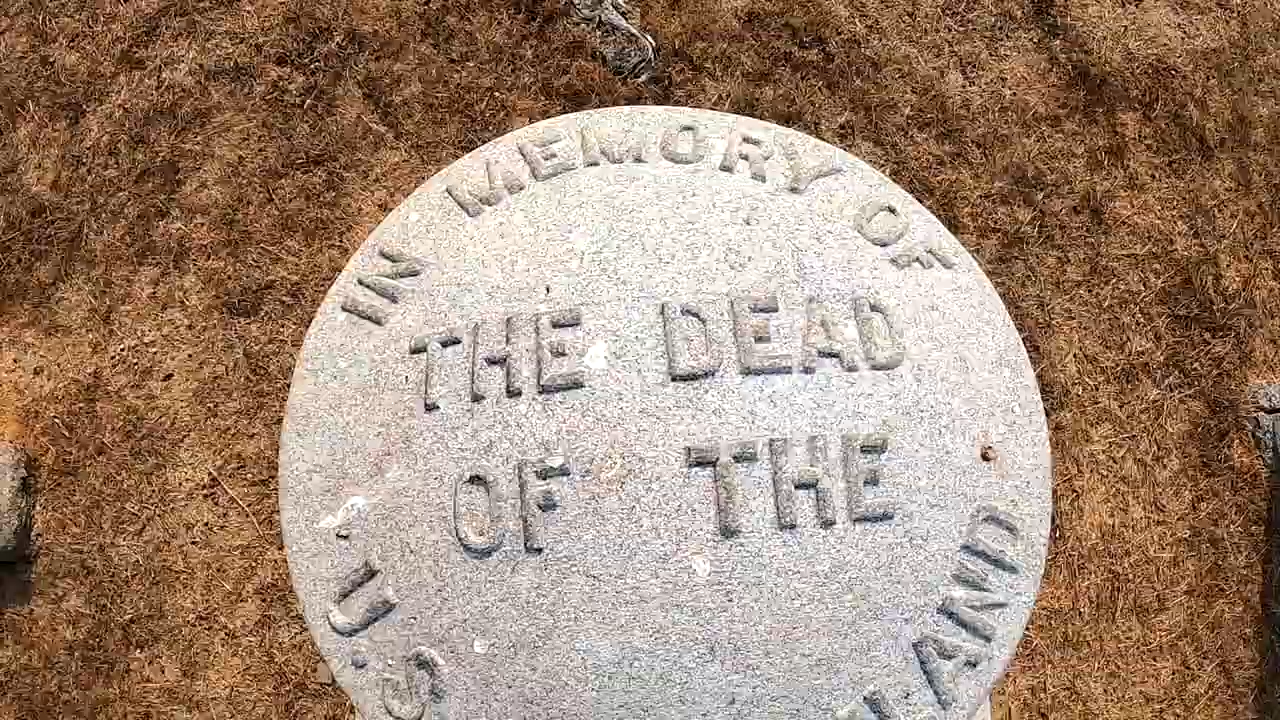 IN MEMORY OF
THE DEAD
OF THE
U.S.
LAND